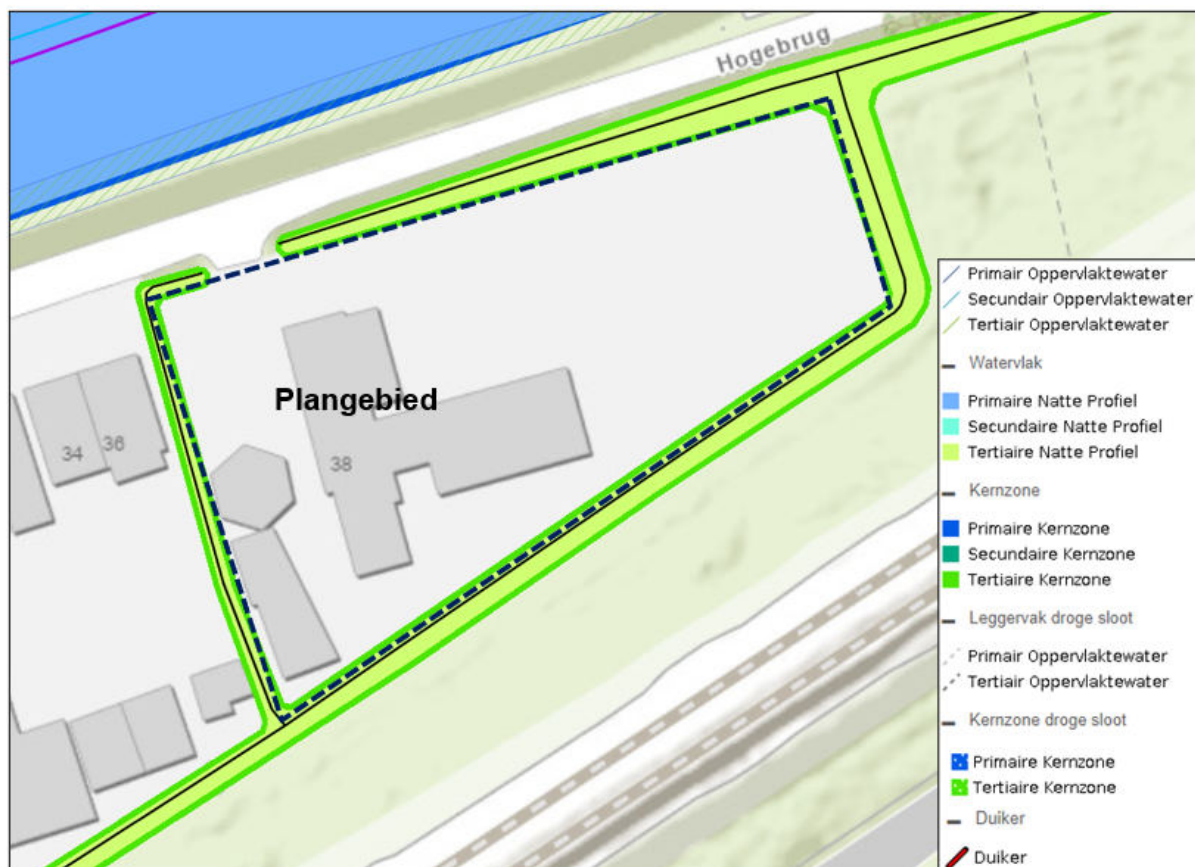 Hogebrug
Plangebied
34
36
38
Primair Oppervlaktewater
Secundair Oppervlaktewater
Tertiair Oppervlaktewater
Watervlak
Primaire Natte Profiel
Secundaire Natte Profiel
Tertiaire Natte Profiel
Kernzone
Primaire Kernzone
Secundaire Kernzone
Tertiaire Kernzone
Leggervak droge sloot
Primair Oppervlaktewater
Tertiair Oppervlaktewater
Kernzone droge sloot
Primaire Kernzone
Tertiaire Kernzone
Duiker
Duiker